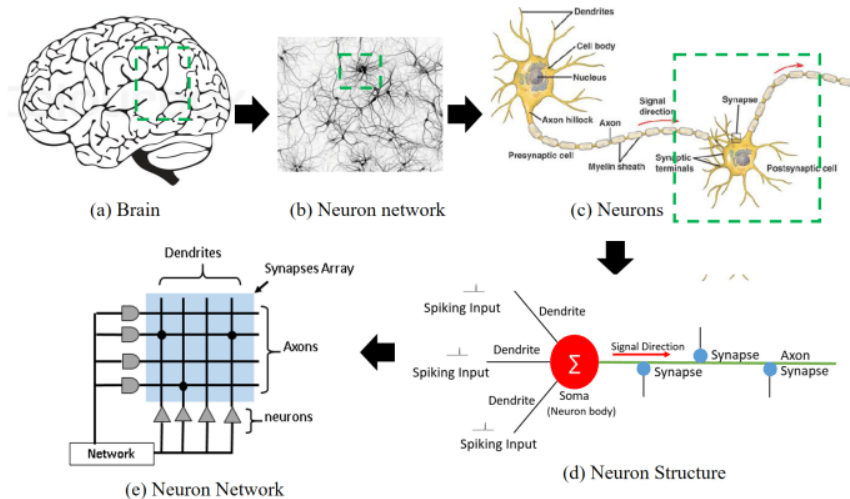 Dendrites
Cell body
Nucleus
Axon hillock
Presynaptic cell
Axon
Myelin sheath
Signal
direction
Synapse
Synaptic
terminals
Postsynaptic cell
(a) Brain
(b) Neuron network
(c) Neurons
Dendrites
Synapses Array
Axons
neurons
Network
(e) Neuron Network
Spiking Input
Dendrite
Spiking Input
Dendrite
Spiking Input
Dendrite
Σ
Soma
(Neuron body)
Signal Direction
Synapse
Synapse
Axon
Synapse
(d) Neuron Structure